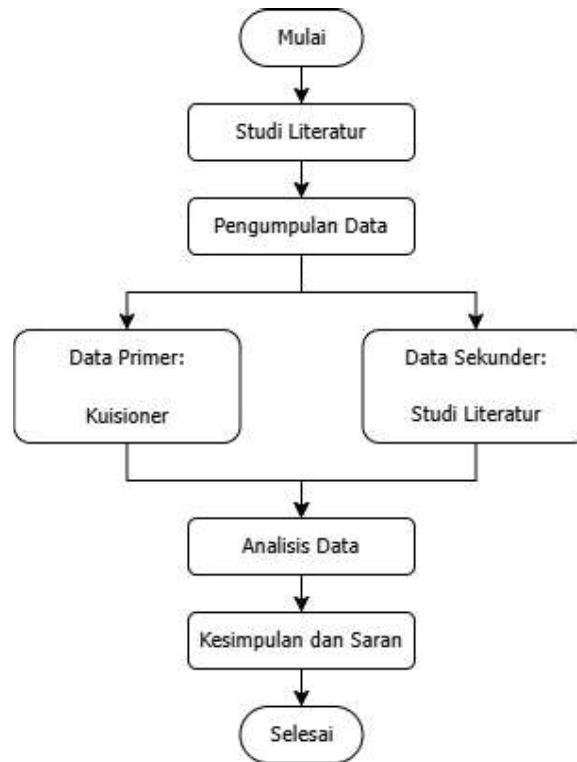 Mulai
Studi Literatur
Pengumpulan Data
Data Primer:
Kuisioner
Data Sekunder:
Studi Literatur
Analisis Data
Kesimpulan dan Saran
Selesai